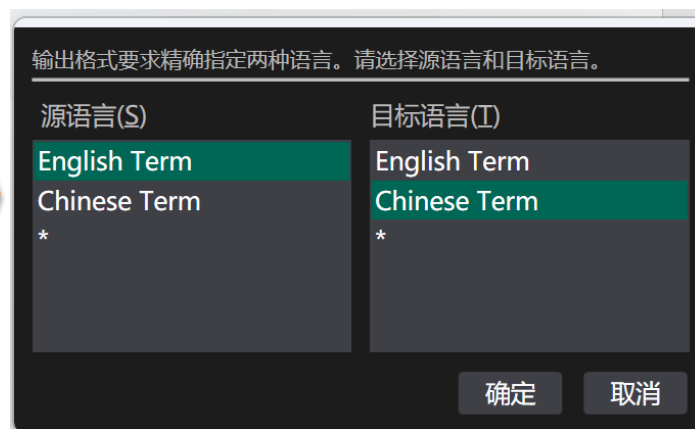 输出格式要求精确指定两种语言。请选择源语言和目标语言。
源语言(S)
目标语言(T)
English Term
English Term
Chinese Term
Chinese Term
*
*
确定
取消